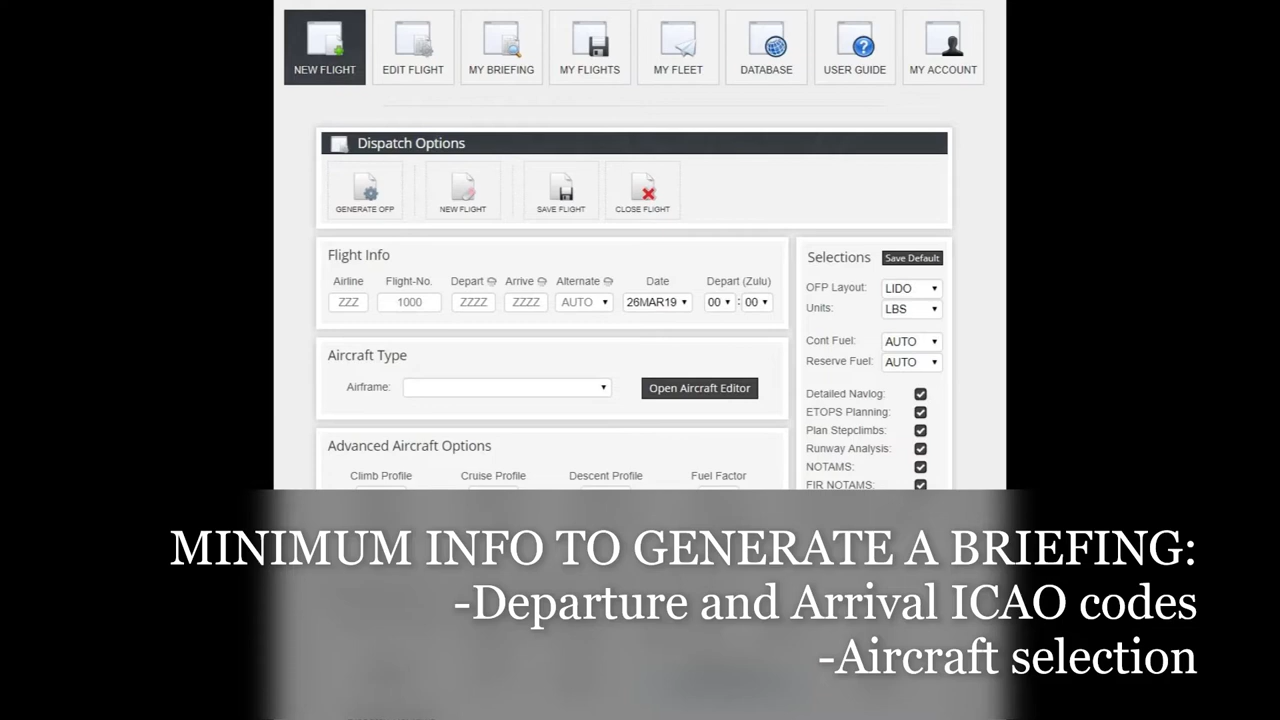 NEW FLIGHT EDIT FLIGHT MY BRIEFING MY FLIGHTS MY FLEET DATABASE USER GUIDE MY ACCOUNT
Dispatch Options
GENERATE OFP NEW FLIGHT SAVE FLIGHT CLOSE FLIGHT
Flight Info
Airline Flight-No. Depart Arrive Alternate Date Depart (Zulu)
ZZZ 1000 ZZZZ ZZZZ AUTO 26MAR19 00 : 00
Aircraft Type
Airframe: Open Aircraft Editor
Advanced Aircraft Options
Climb Profile Cruise Profile Descent Profile Fuel Factor
Selections Save Default
OFP Layout: LIDO
Units: LBS
Cont Fuel: AUTO
Reserve Fuel: AUTO
Detailed Navlog:
ETOPS Planning:
Plan Stepclimbs:
Runway Analysis:
NOTAMS:
FIR NOTAMS:
MINIMUM INFO TO GENERATE A BRIEFING:
-Departure and Arrival ICAO codes
-Aircraft selection